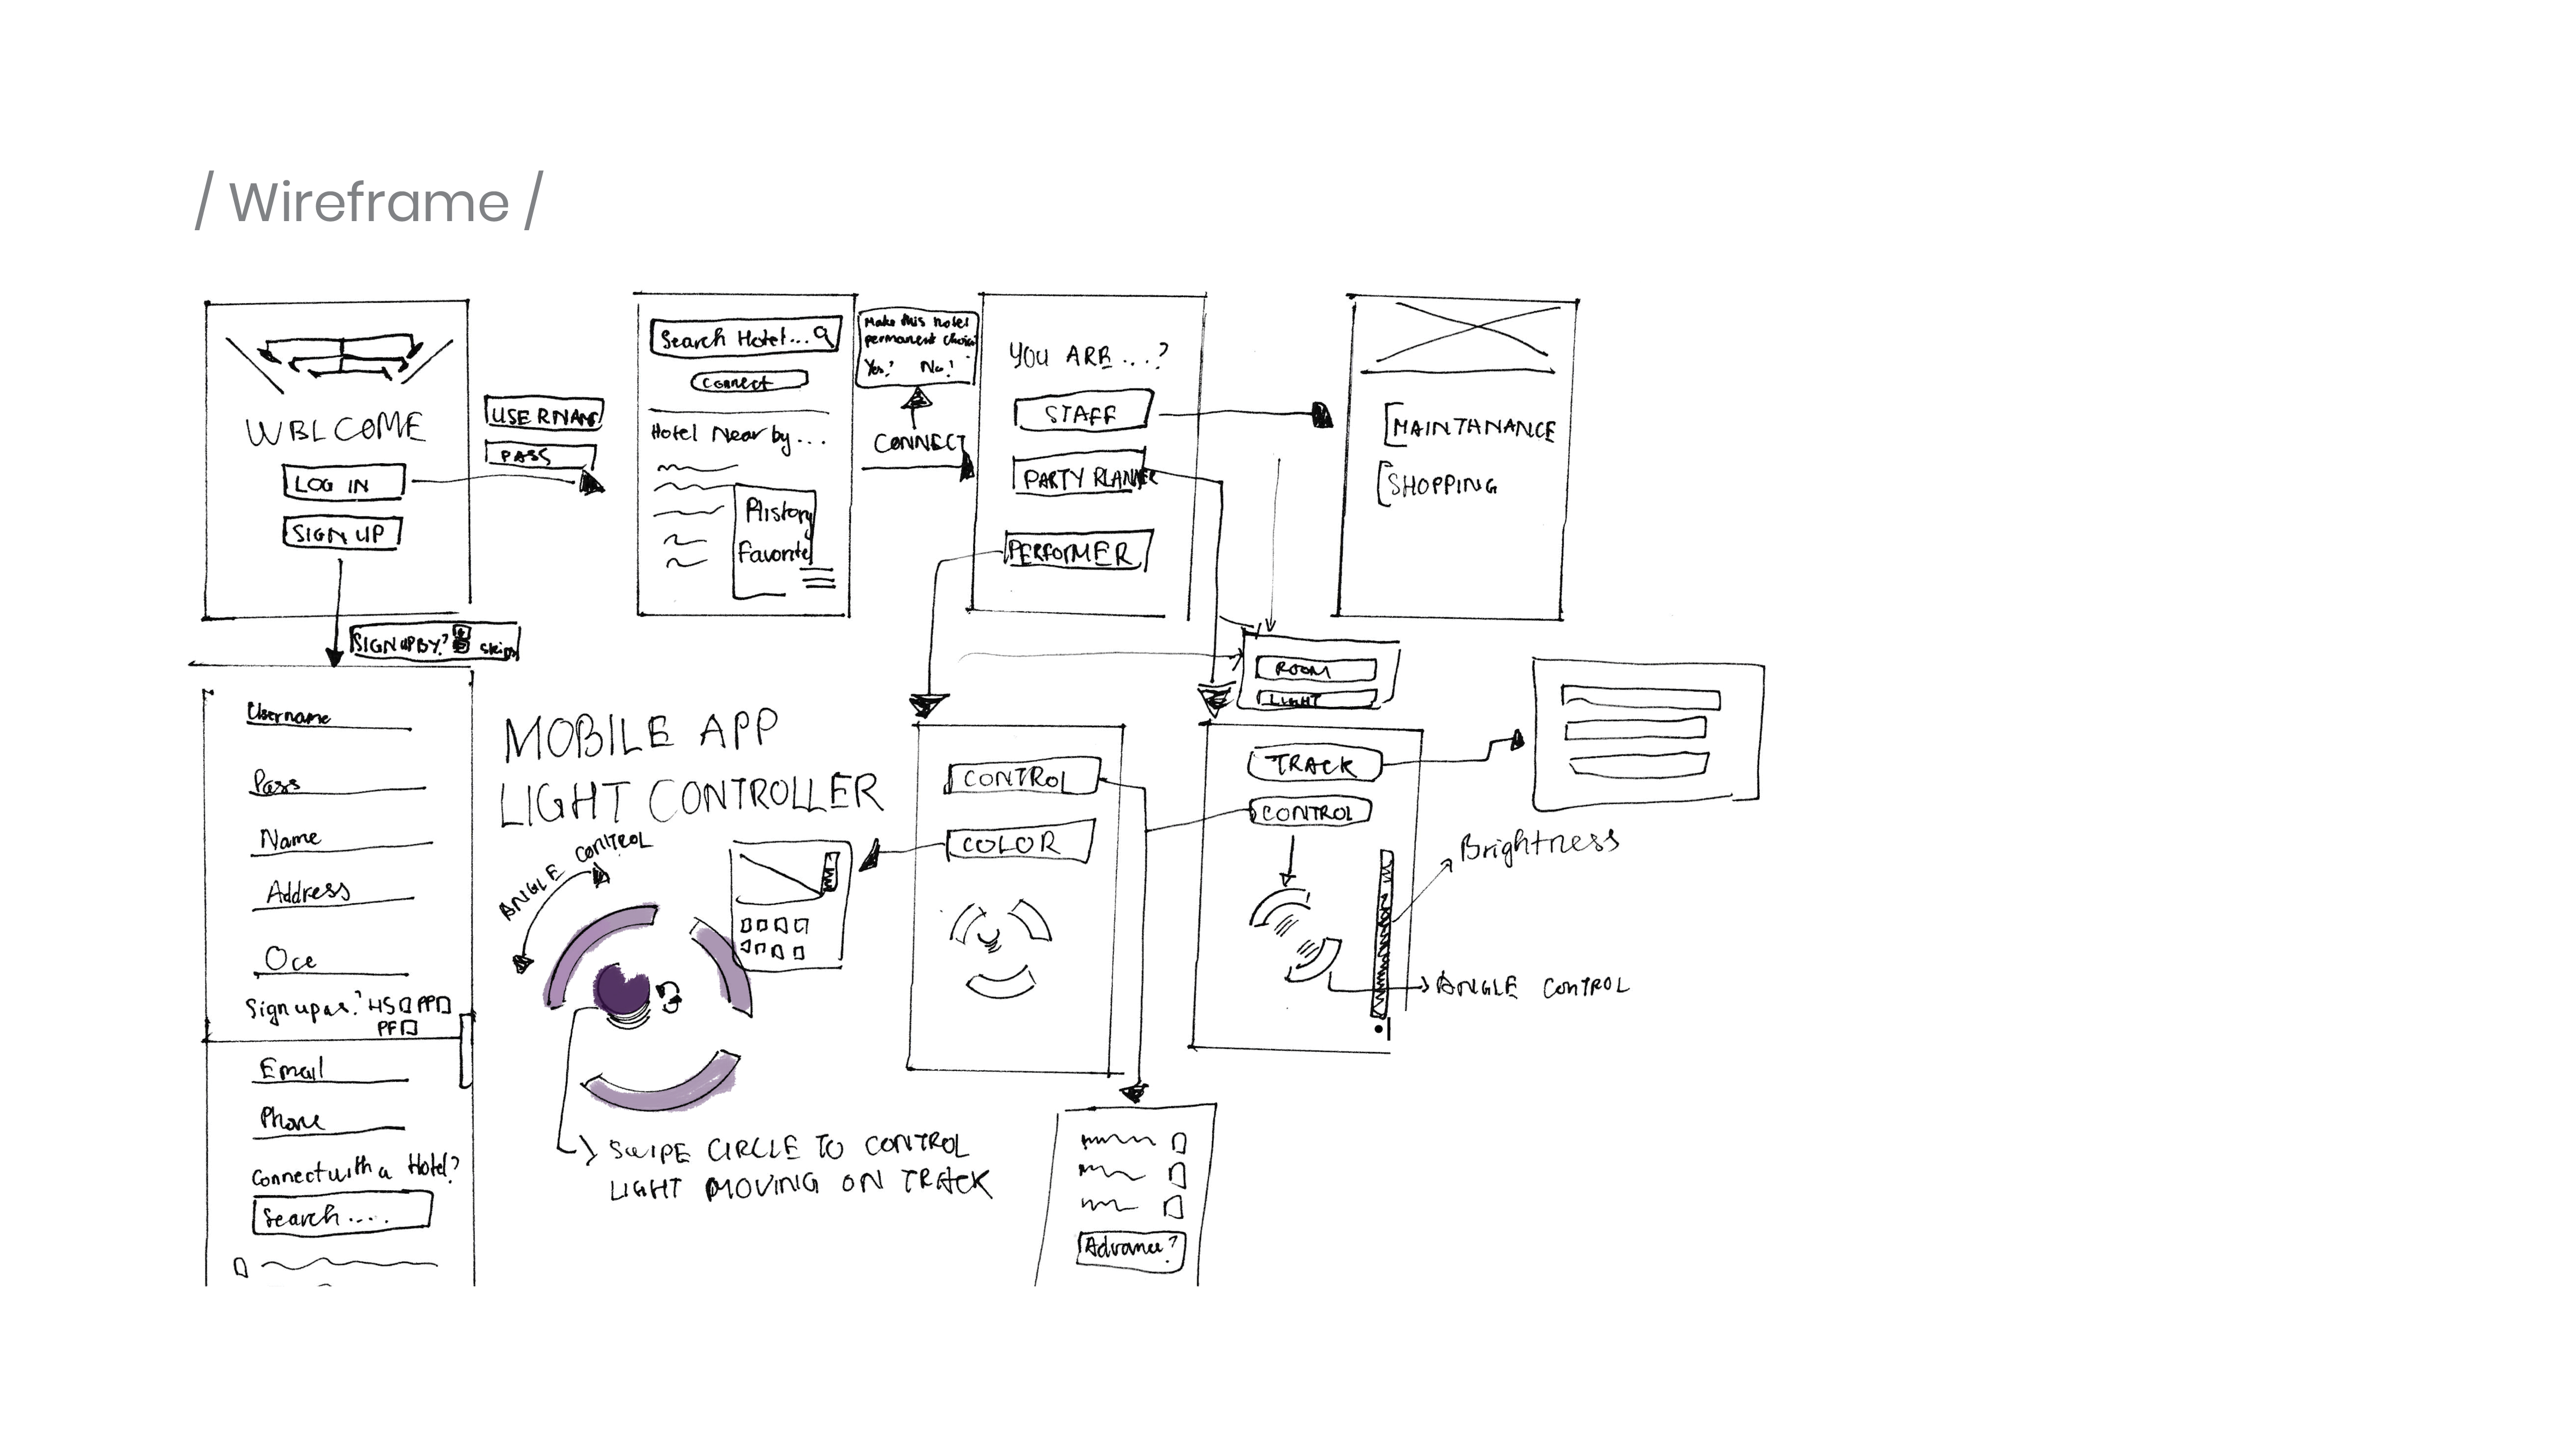 / Wireframe /
WELCOME
LOG IN
SIGN UP
USERNAME
PASS
Search Hotel...
Connect
Hotel Near by...
History
Favorite
Make this hotel
permanent choice
Yes? No?
CONNECT
YOU ARE...?
STAFF
PARTY PLANNER
PERFORMER
MAINTANANCE
SHOPPING
SIGN UP BY? skip
Username
Pass
Name
Address
Sign up as? HS PP
PF
Email
Phone
Connect with a Hotel?
Search....
MOBILE APP
LIGHT CONTROLLER
ANGLE CONTROL
SWIPE CIRCLE TO CONTROL
LIGHT MOVING ON TRACK
CONTROL
COLOR
ROOM
LIGHT
TRACK
CONTROL
Brightness
ANGLE CONTROL
Advance?